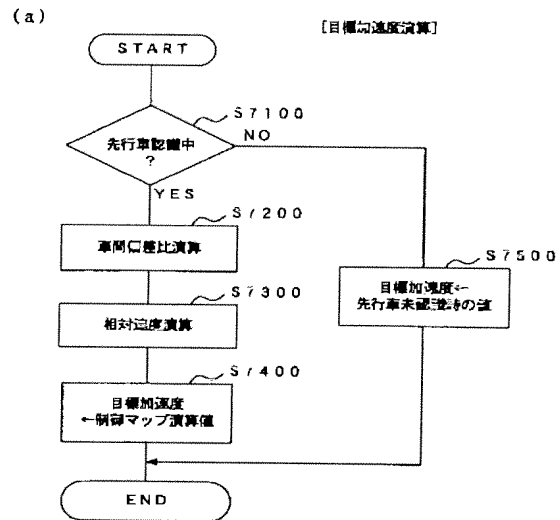 (a)
[目標加速度演算]
START
S7100
先行車認識中
?
NO
YES
S7200
車間偏差比演算
S7300
相対速度演算
S7400
目標加速度
←制御マップ演算値
S7500
目標加速度←
先行車未認識時の値
END